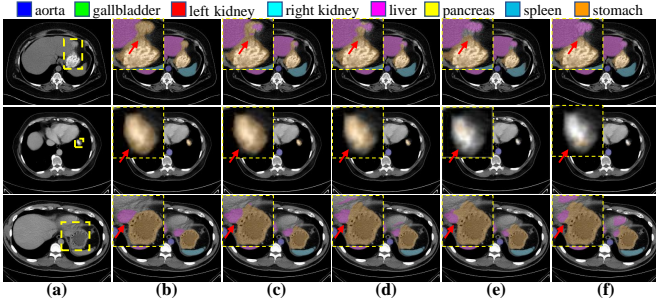 aorta gallbladder left kidney right kidney liver pancreas spleen stomach
(a) (b) (c) (d) (e) (f)